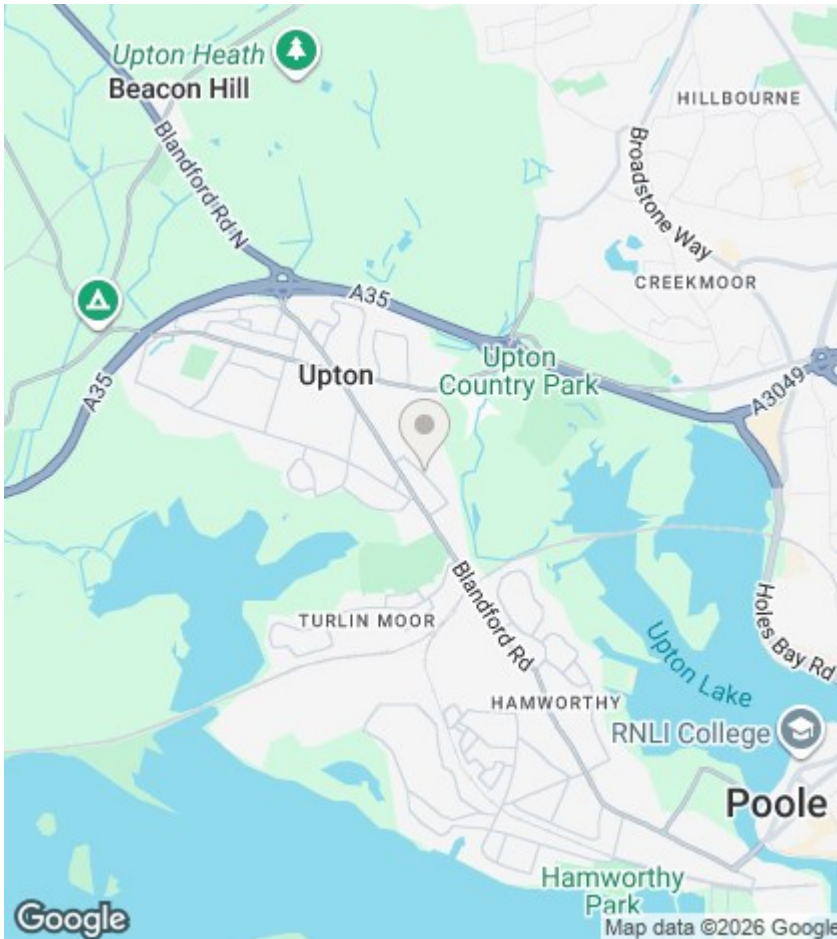 Upton Heath
Beacon Hill
HILLBOURNE
Blandford Rd N
Broadstone Way
CREEKMOOR
A35
A35
Upton
Upton
Country Park
A3049
Blandford Rd
Holes Bay Rd
TURLIN MOOR
Upton Lake
HAMWORTHY
RNLI College
Poole
Hamworthy
Park
Google
Map data ©2026 Google